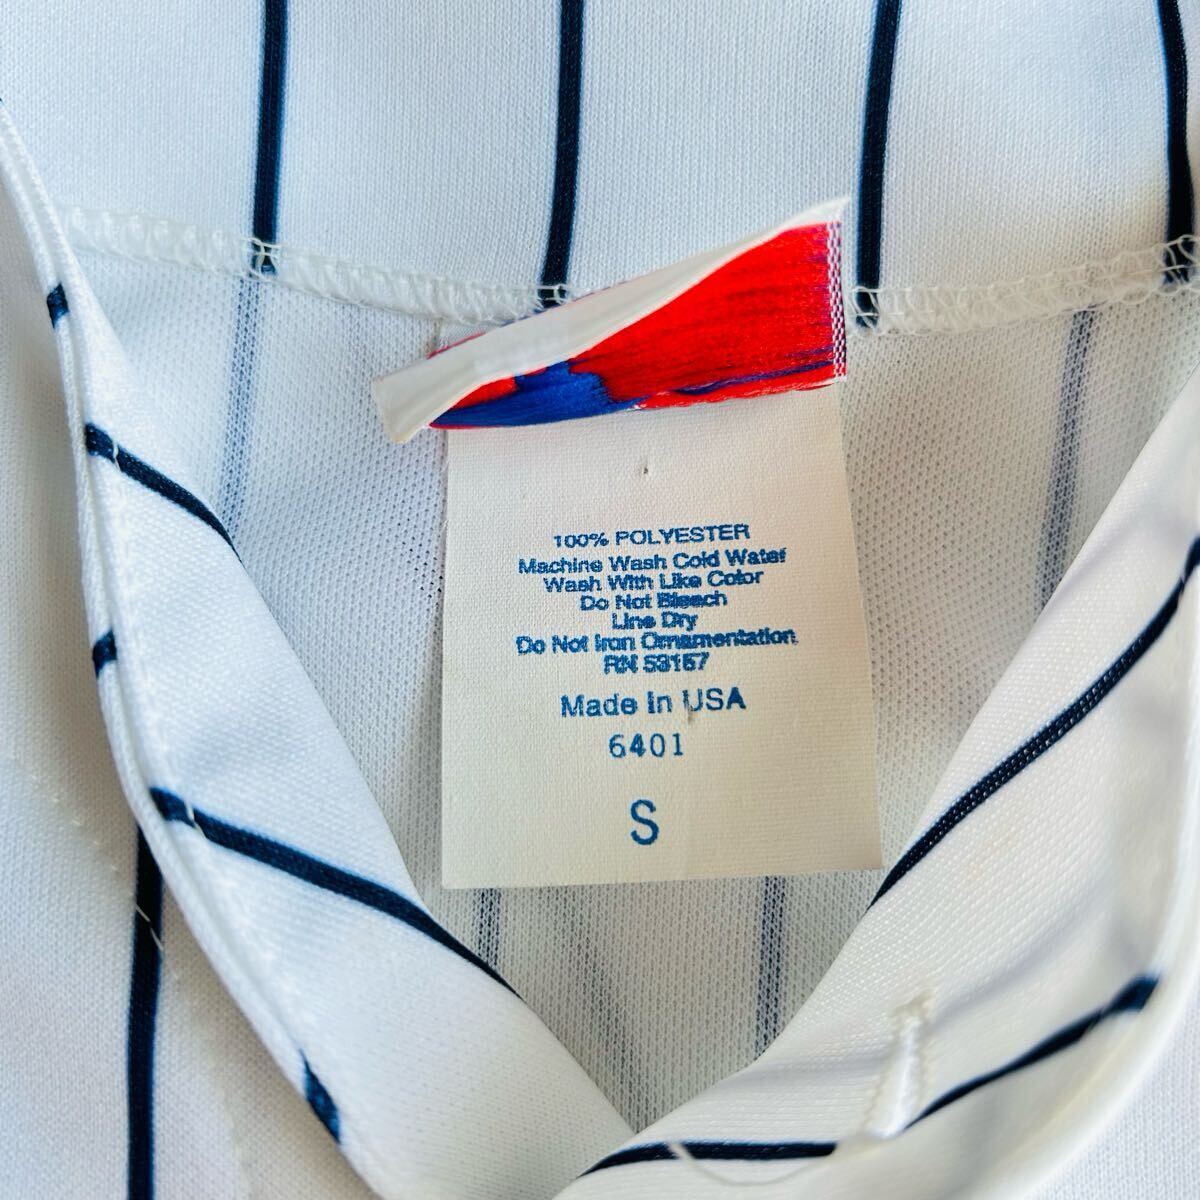 100% POLYESTER
Machine Wash Cold Water
Wash With Like Color
Do Not Bleach
Line Dry
Do Not Iron Ornamentation
RN 53157
Made In USA
6401
S